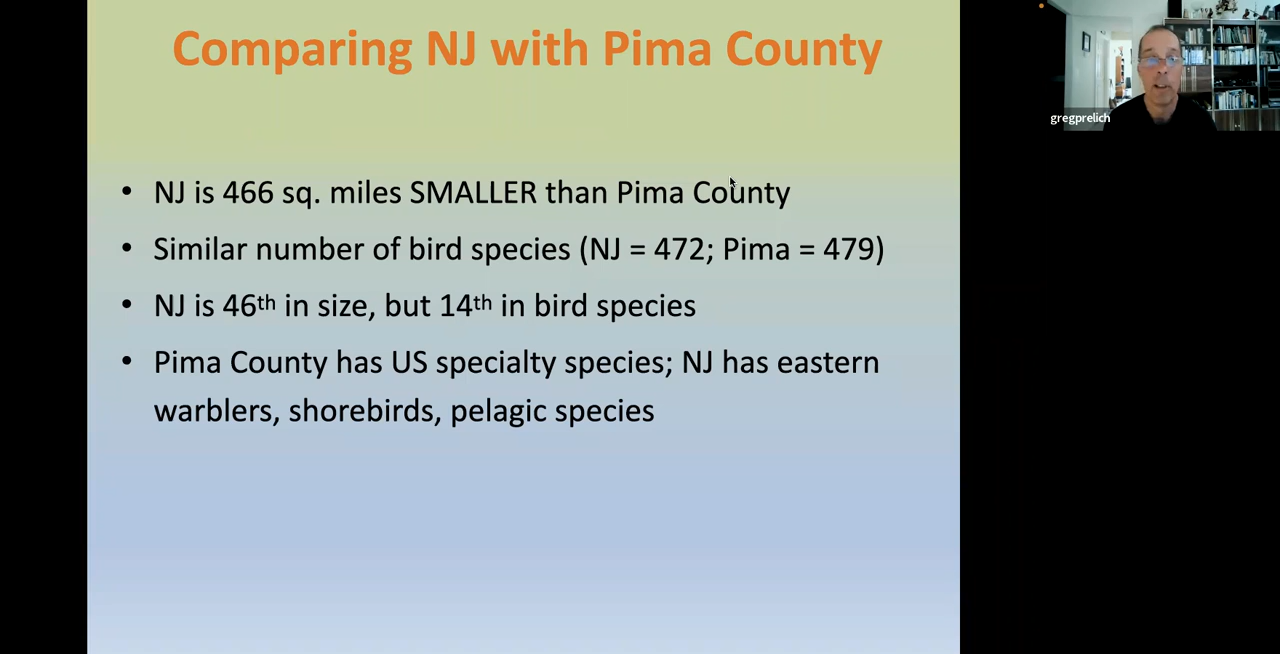 Comparing NJ with Pima County
gregprelich
• NJ is 466 sq. miles SMALLER than Pima County
• Similar number of bird species (NJ = 472; Pima = 479)
• NJ is 46th in size, but 14th in bird species
• Pima County has US specialty species; NJ has eastern
warblers, shorebirds, pelagic species